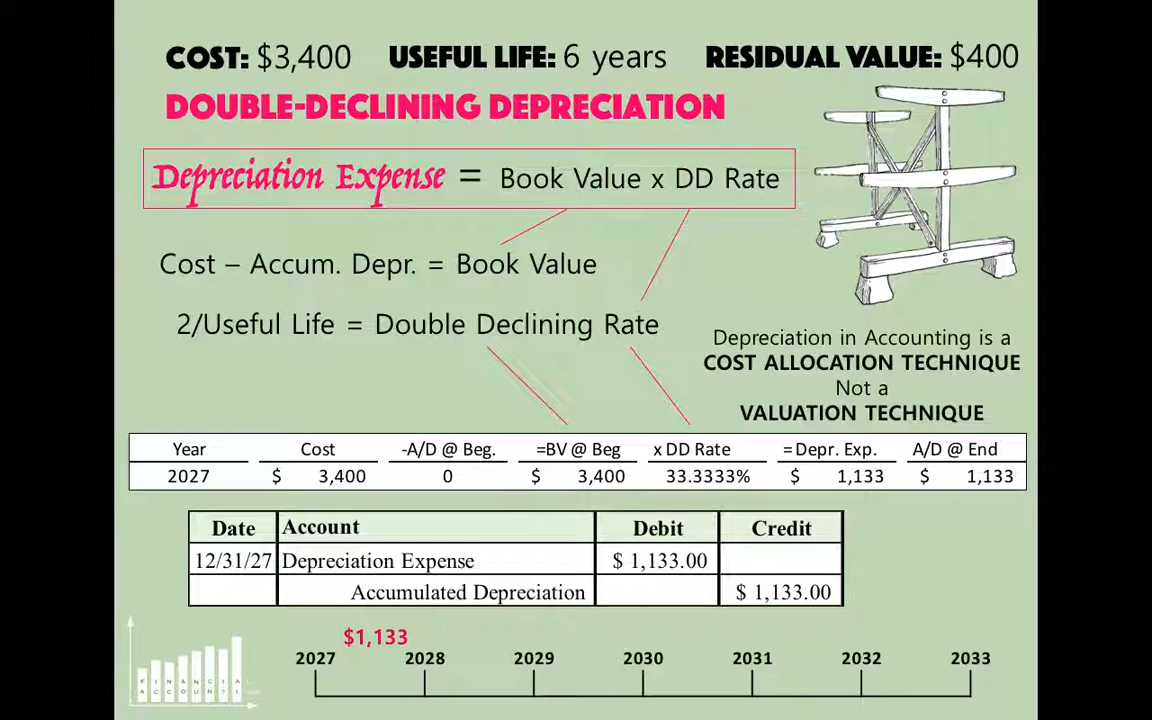 COST: $3,400 USEFUL LIFE: 6 years RESIDUAL VALUE: $400
DOUBLE-DECLINING DEPRECIATION
Depreciation Expense = Book Value x DD Rate
Cost – Accum. Depr. = Book Value
2/Useful Life = Double Declining Rate
Depreciation in Accounting is a
COST ALLOCATION TECHNIQUE
Not a
VALUATION TECHNIQUE
Year Cost -A/D @ Beg. =BV @ Beg x DD Rate =Depr. Exp. A/D @ End
2027 $ 3,400 0 $ 3,400 33.3333% $ 1,133 $ 1,133
Date Account Debit Credit
12/31/27 Depreciation Expense $ 1,133.00
Accumulated Depreciation $ 1,133.00
$1,133
2027 2028 2029 2030 2031 2032 2033
FINANCIAL